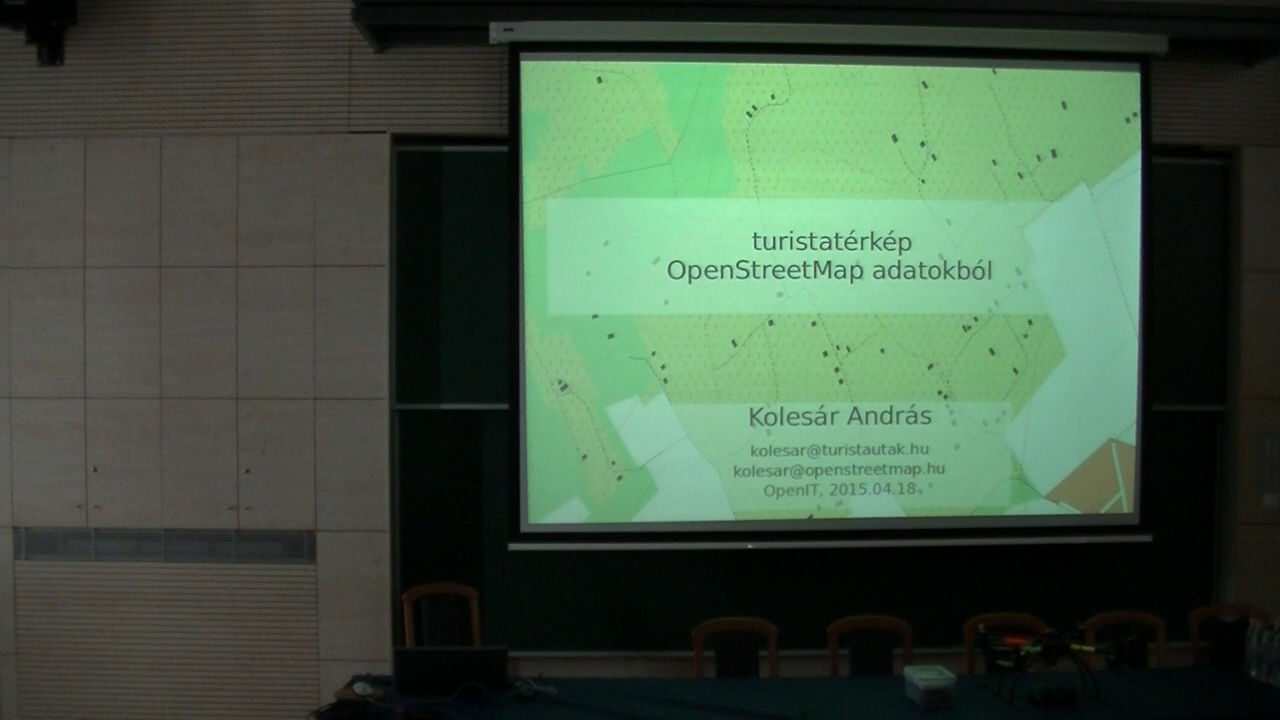 turistatérkép
OpenStreetMap adatokból
Kolesár András
kolesar@turistautak.hu
kolesar@openstreetmap.hu
OpenIT, 2015.04.18.